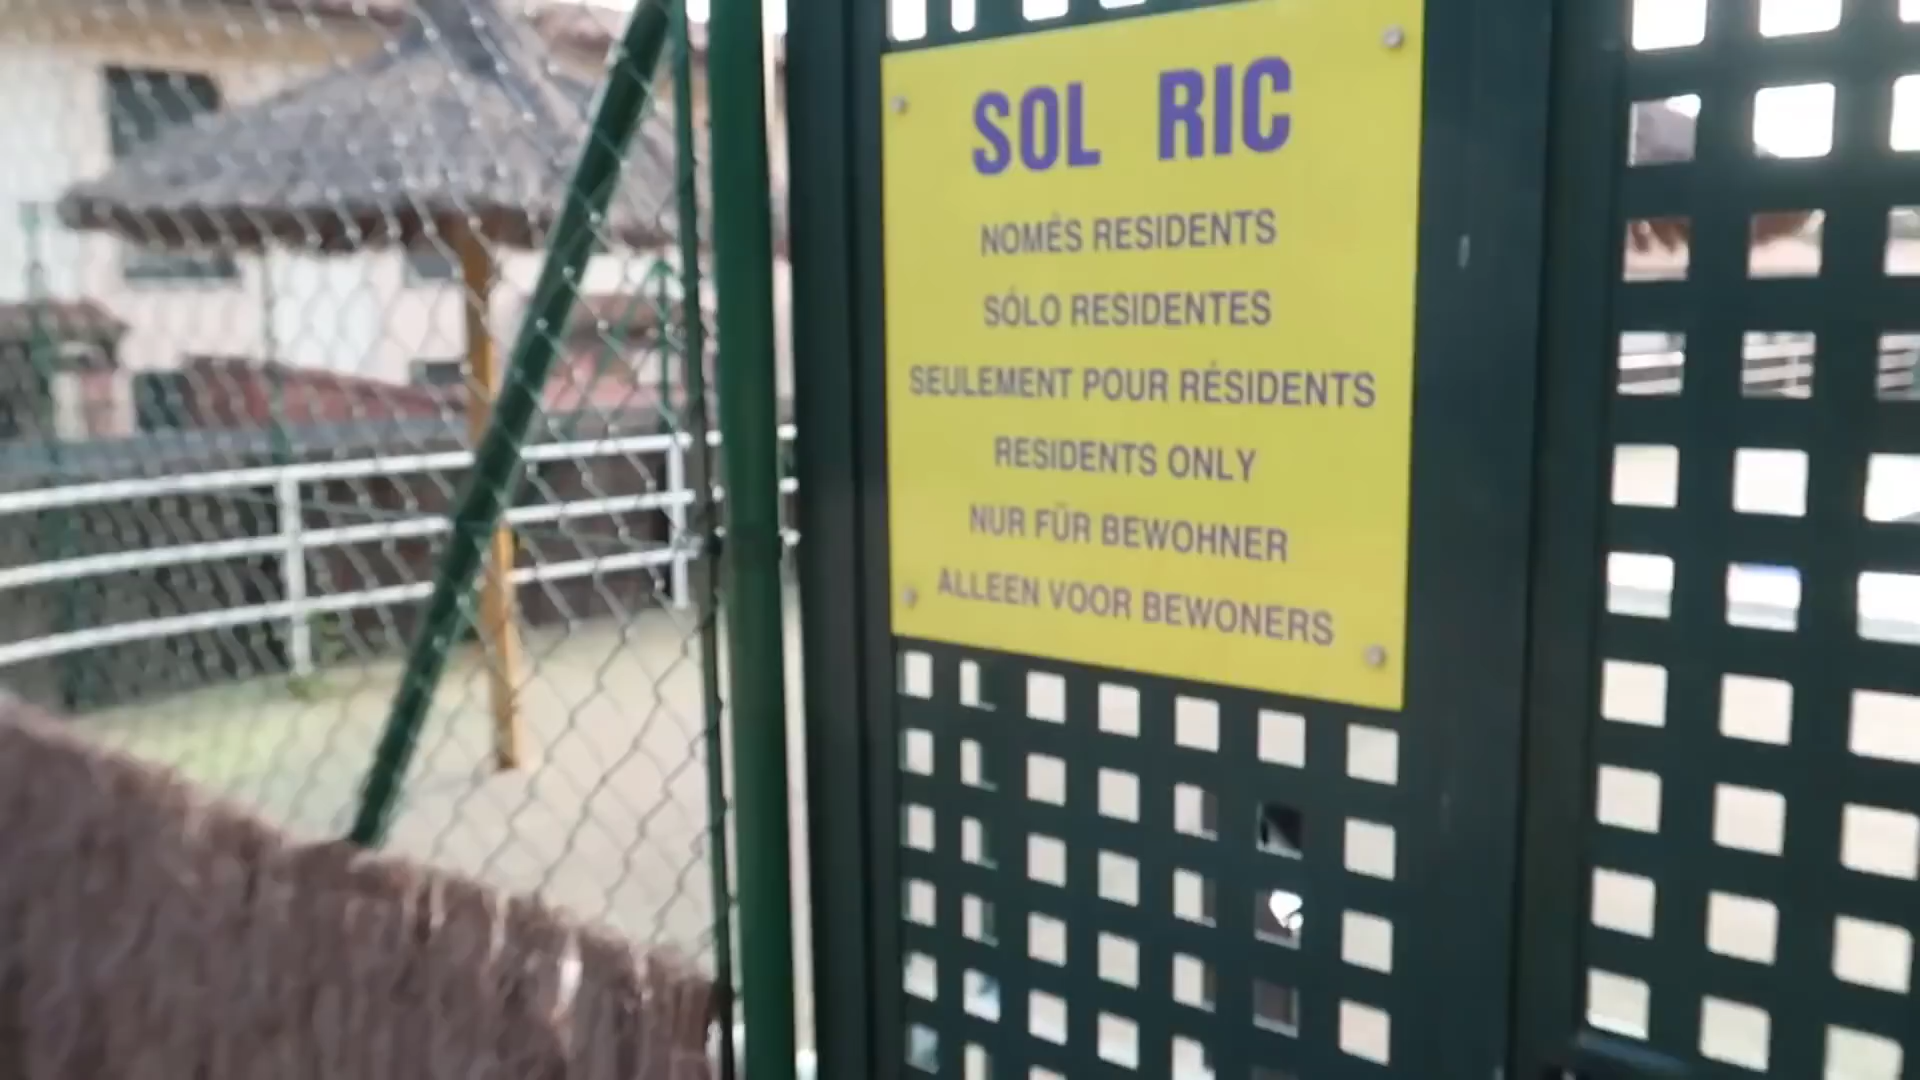 SOL RIC
NOMÉS RESIDENTS
SÓLO RESIDENTES
SEULEMENT POUR RÉSIDENTS
RESIDENTS ONLY
NUR FÜR BEWOHNER
ALLEEN VOOR BEWONERS